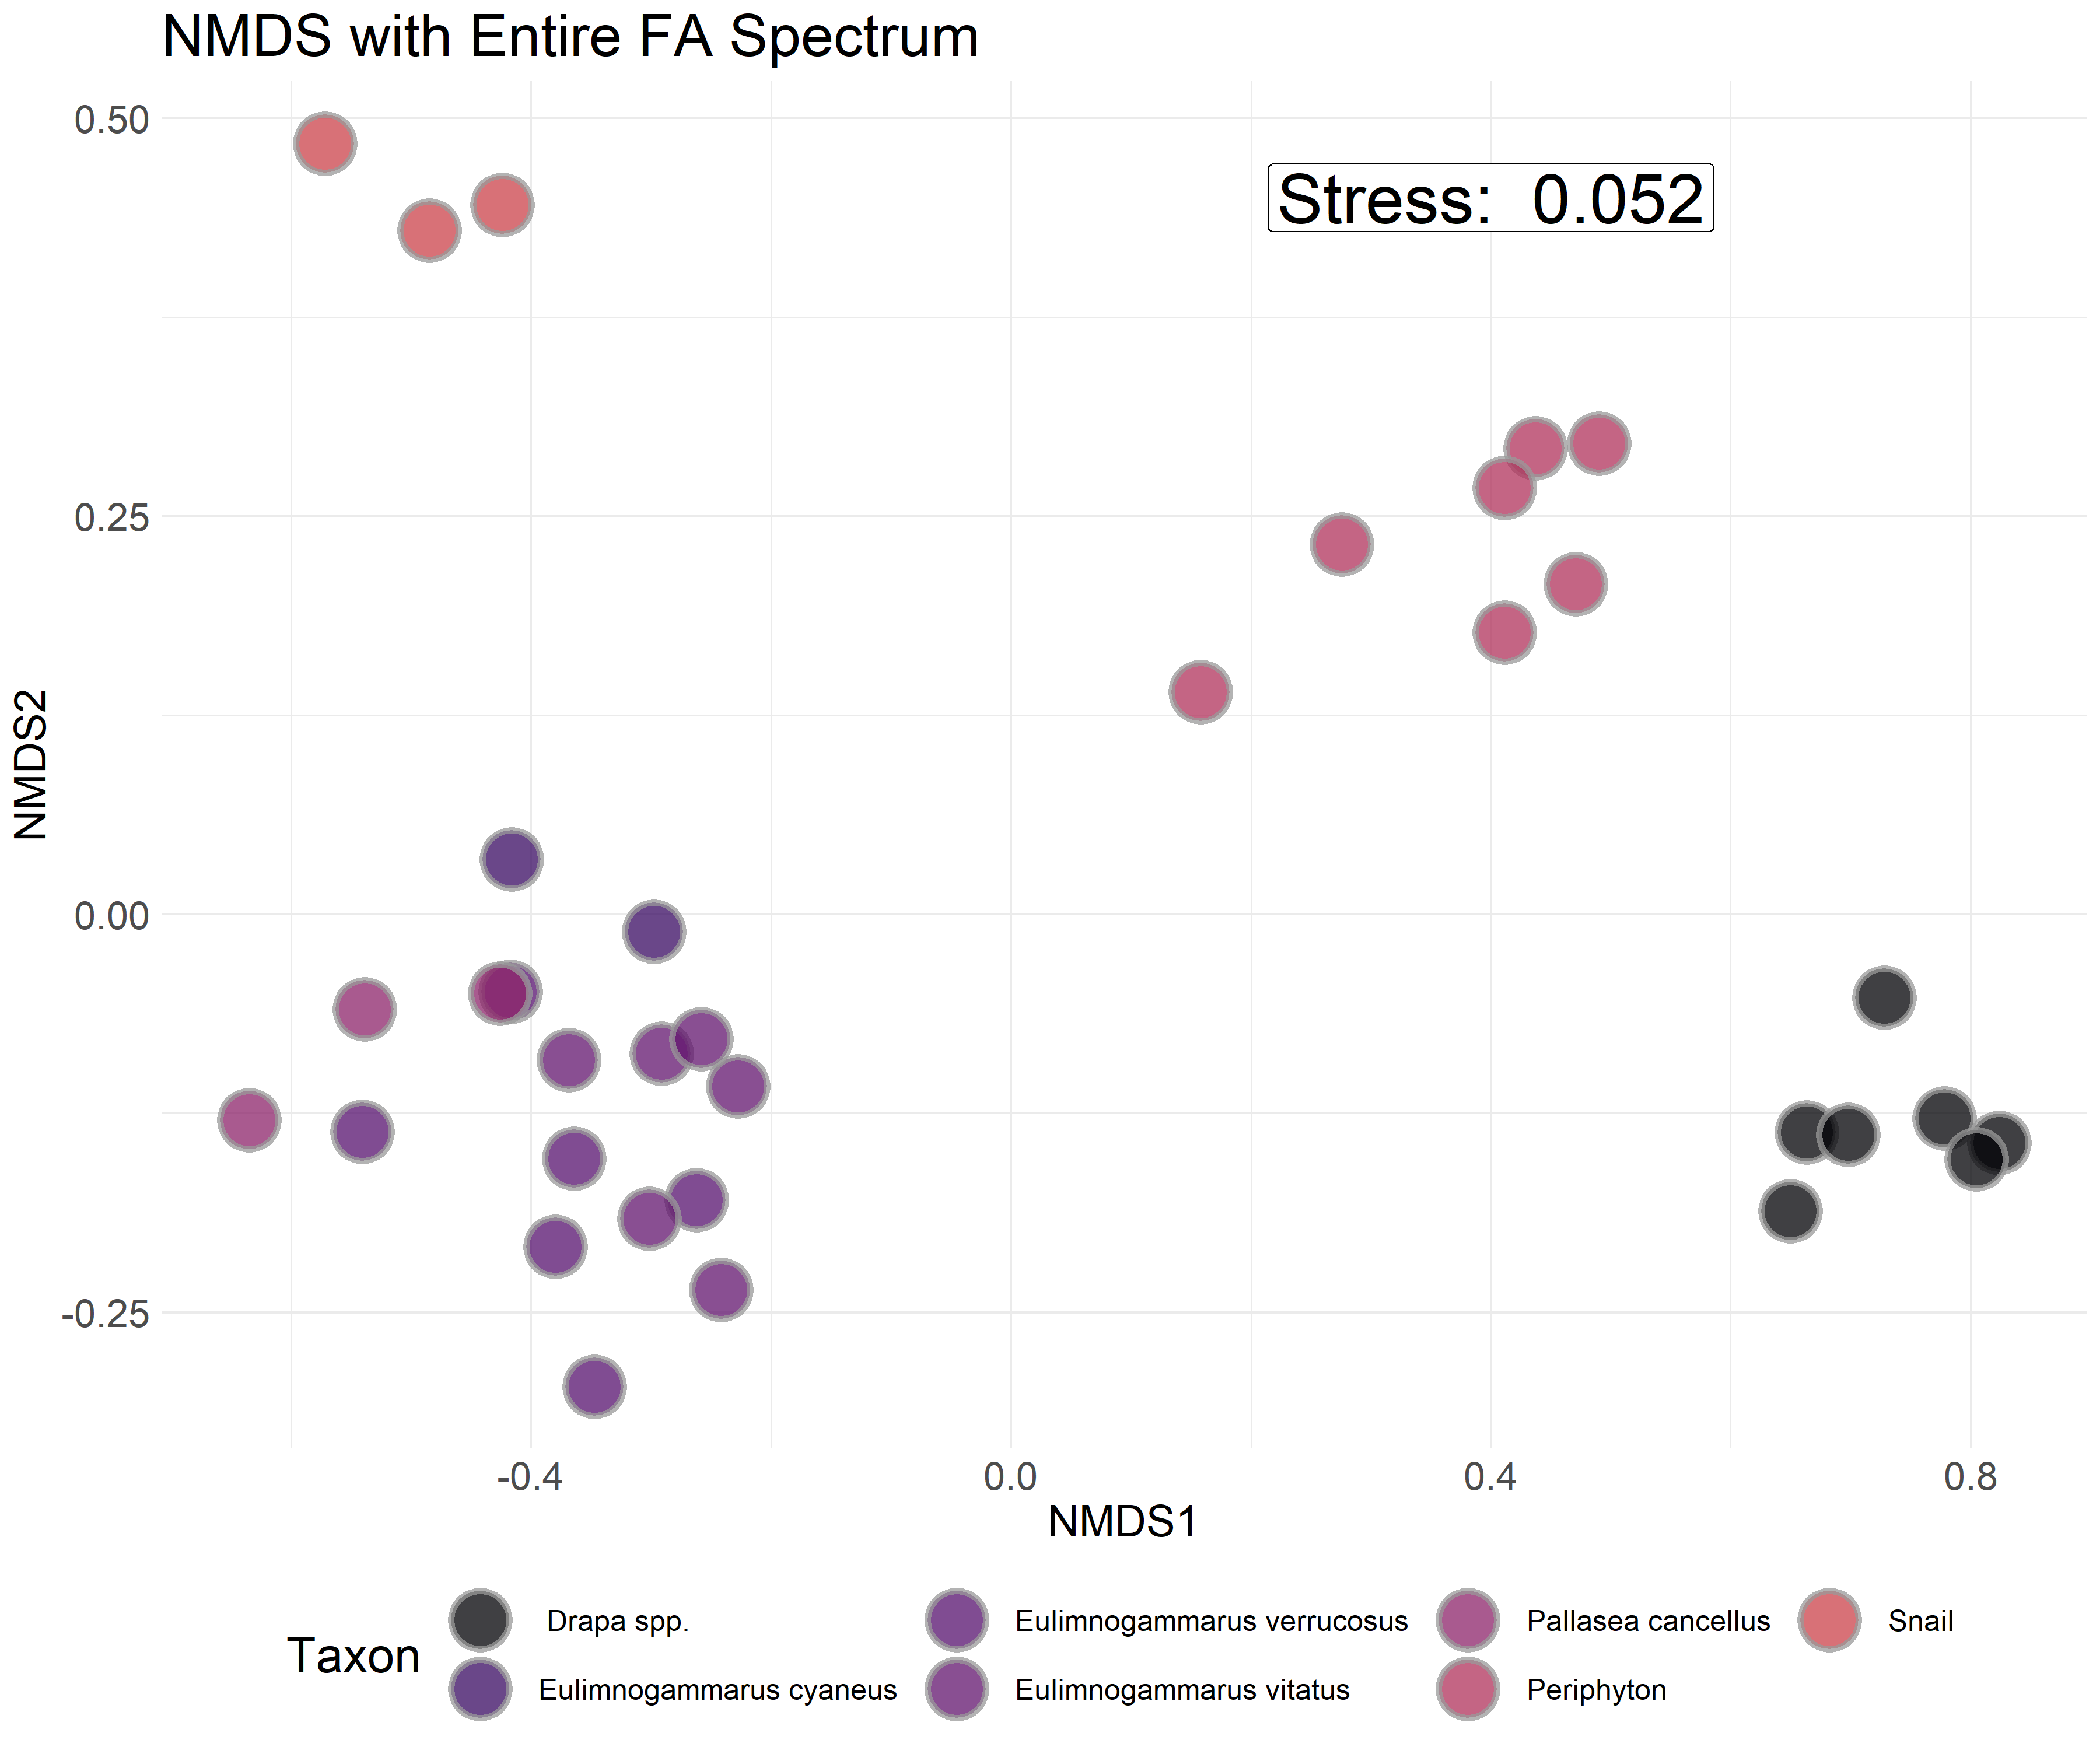 NMDS with Entire FA Spectrum
0.50
Stress:  0.052
0.25
NMDS2
0.00
-0.25
-0.4
0.0
0.4
0.8
NMDS1
Taxon
Drapa spp.
Eulimnogammarus verrucosus
Pallasea cancellus
Snail
Eulimnogammarus cyaneus
Eulimnogammarus vitatus
Periphyton